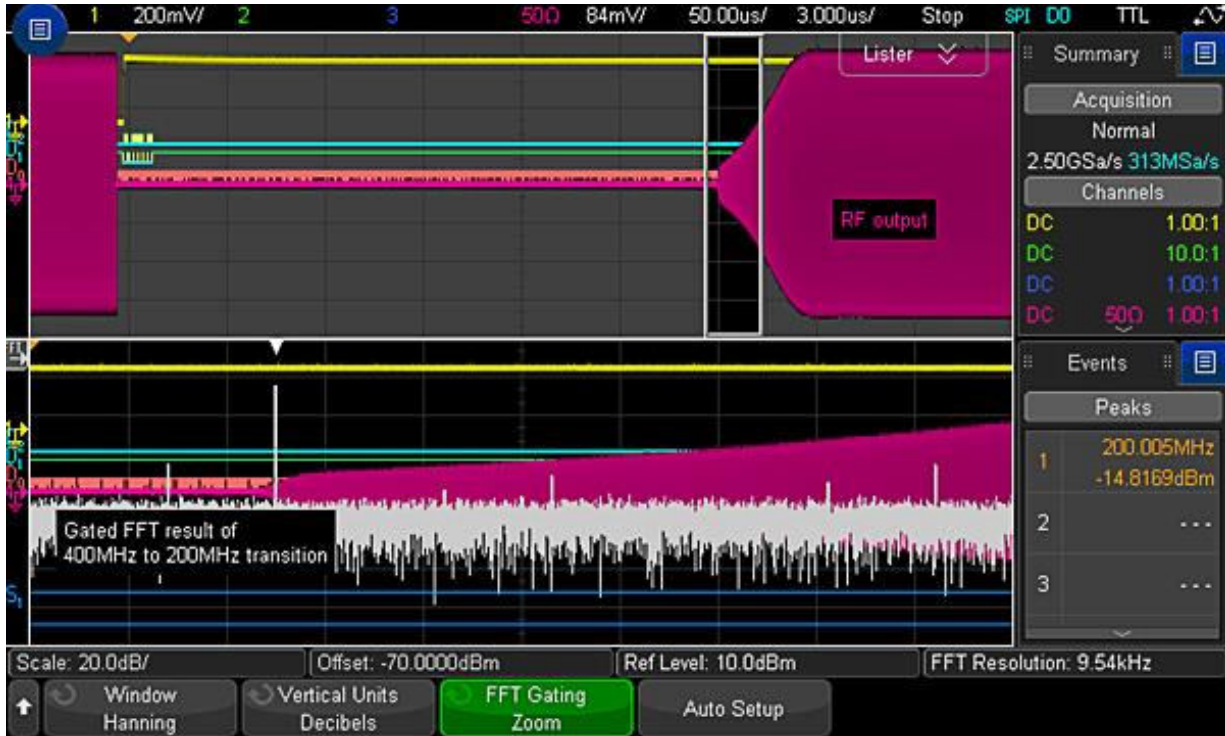 1 200mV/ 2 3 50Ω 84mV/ 50.00us/ 3.000us/ Stop SPI D0 TTL
Lister
RF output
Summary
Acquisition
Normal
2.50GSa/s 313MSa/s
Channels
DC 1.00:1
DC 10.0:1
DC 1.00:1
DC 50Ω 1.00:1
Gated FFT result of
400MHz to 200MHz transition
S1
Events
Peaks
1 200.005MHz
-14.8169dBm
2 ---
3 ---
Scale: 20.0dB/ Offset: -70.0000dBm Ref Level: 10.0dBm FFT Resolution: 9.54kHz
Window
Hanning
Vertical Units
Decibels
FFT Gating
Zoom
Auto Setup